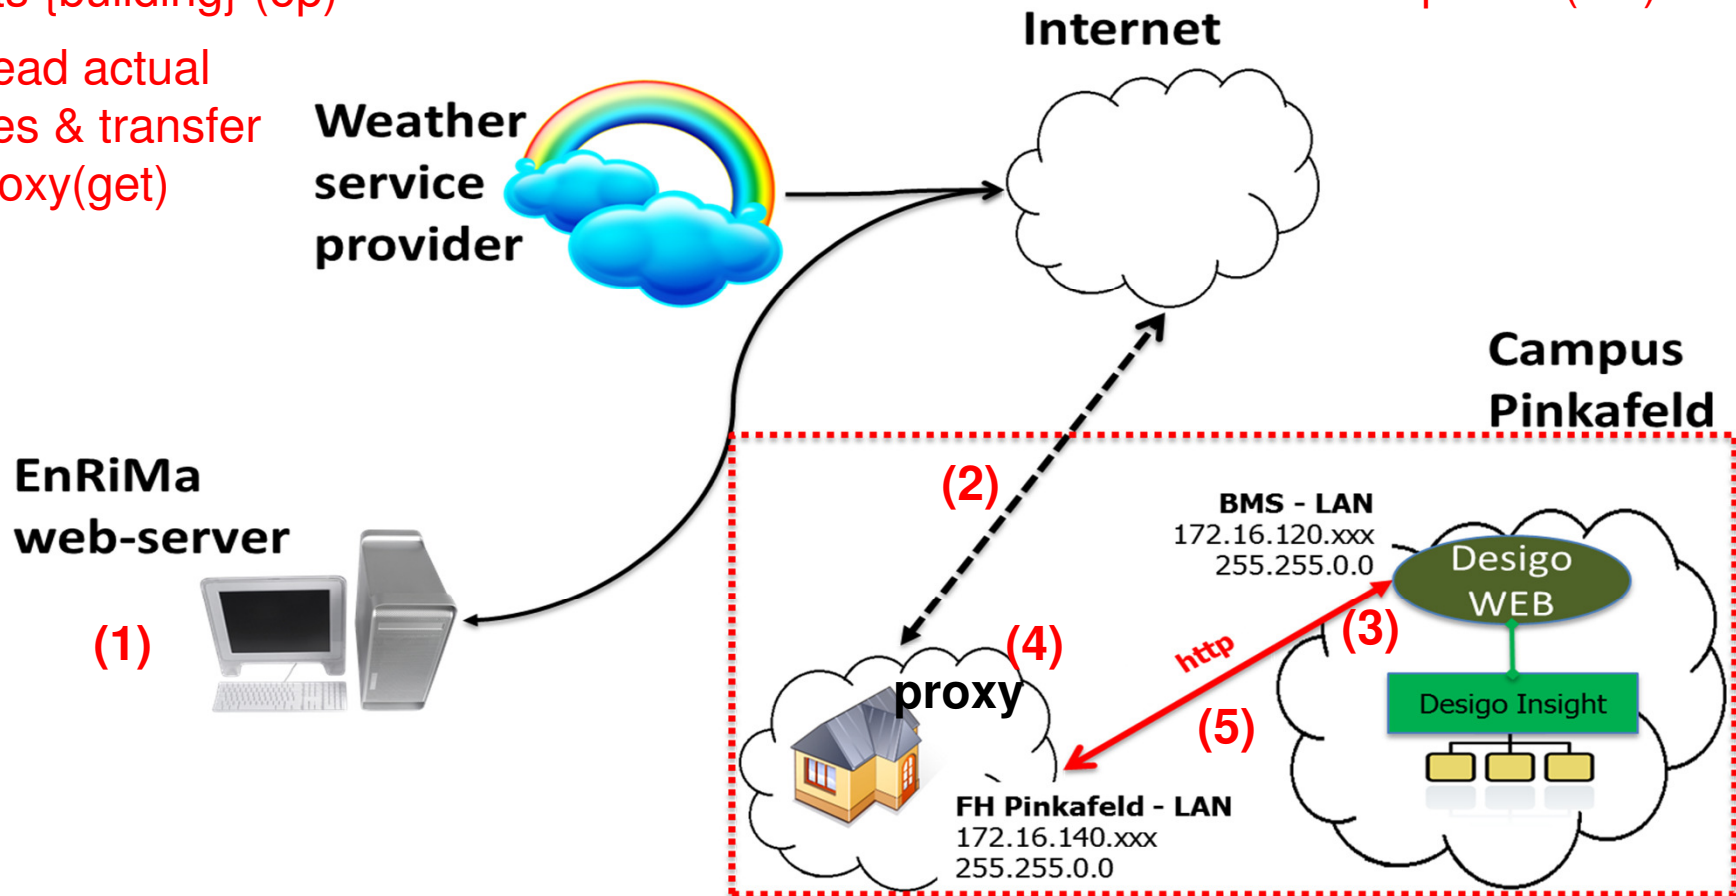 {building}
ead actual
es & transfer
oxy(get)
Internet
Weather
service
provider
Campus
Pinkafeld
EnRiMa
web-server
(1)
(2)
BMS - LAN
172.16.120.xxx
255.255.0.0
Desigo
WEB
(3)
http
(4)
proxy
(5)
Desigo Insight
FH Pinkafeld - LAN
172.16.140.xxx
255.255.0.0